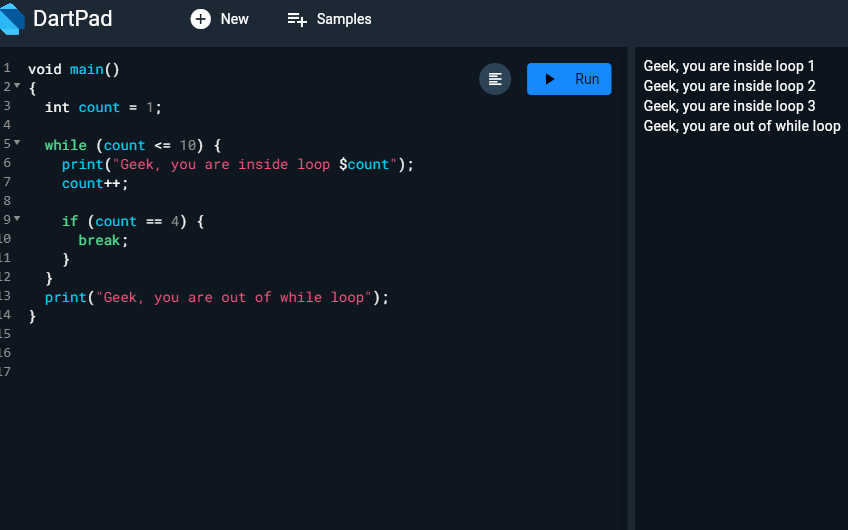 DartPad
New
Samples
Run
1 void main()
2 {
3   int count = 1;
4
5   while (count <= 10) {
6     print("Geek, you are inside loop $count");
7     count++;
8
9     if (count == 4) {
10       break;
11     }
12   }
13   print("Geek, you are out of while loop");
14 }
15
16
17
Geek, you are inside loop 1
Geek, you are inside loop 2
Geek, you are inside loop 3
Geek, you are out of while loop